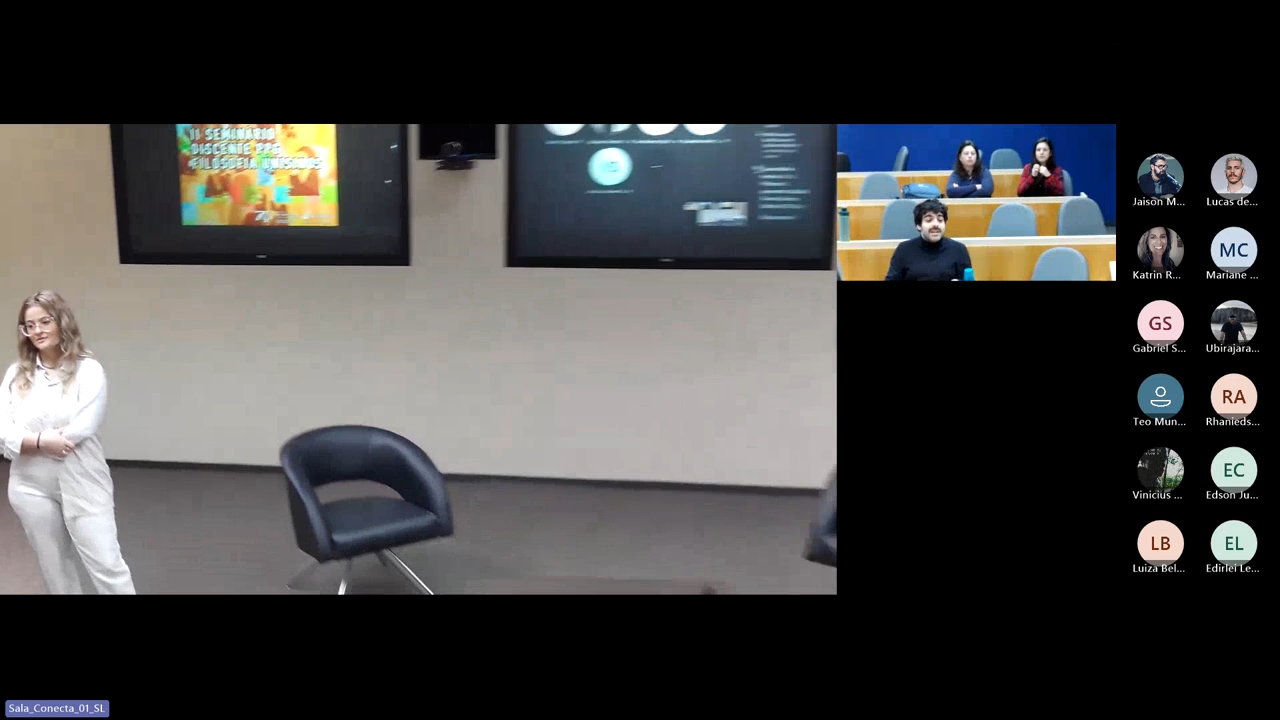 II SEMINÁRIO
DISCENTE PPG
FILOSOFIA UNISINOS
Jaison M...
Lucas de...
Katrin R...
MC
Mariane ...
GS
Gabriel S...
Ubirajara...
Teo Mun...
RA
Rhanieds...
Vinicius ...
EC
Edson Ju...
LB
Luiza Bel...
EL
Edirlei Le...
Sala_Conecta_01_SL